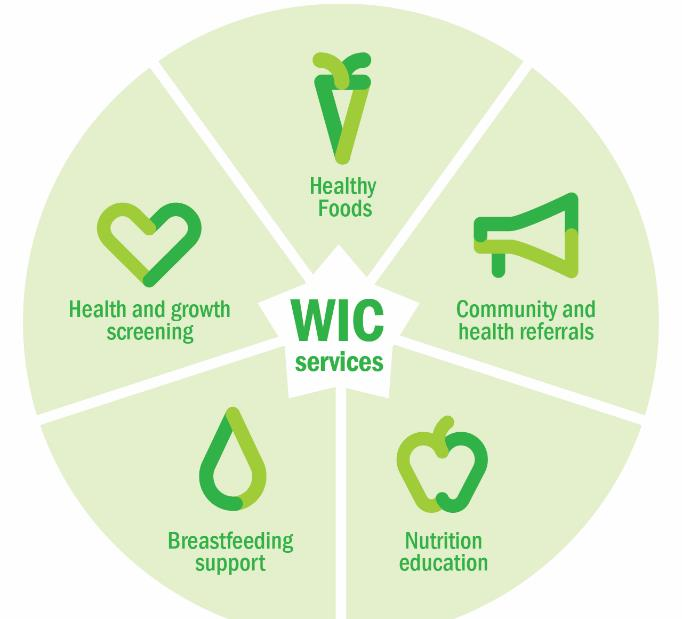 Healthy
Foods
Health and growth
screening
Community and
health referrals
WIC
services
Breastfeeding
support
Nutrition
education